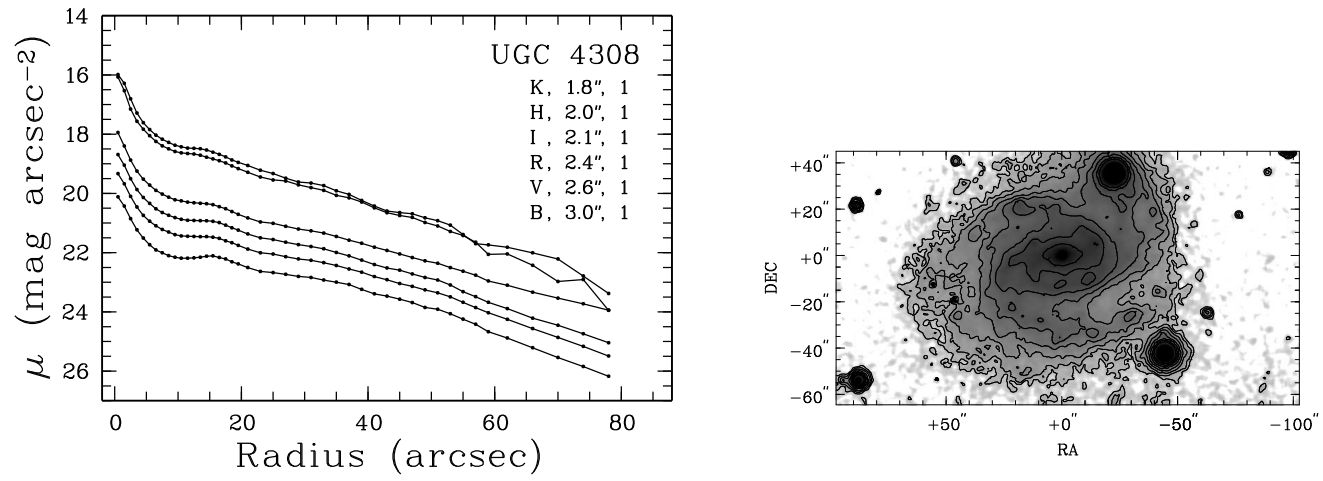 UGC 4308
K, 1.8", 1
H, 2.0", 1
I, 2.1", 1
R, 2.4", 1
V, 2.6", 1
B, 3.0", 1
14
16
18
20
22
24
26
μ (mag arcsec⁻²)
0 20 40 60 80
Radius (arcsec)
+40"
+20"
+0"
−20"
−40"
−60"
DEC
+50" +0" −50" −100"
RA